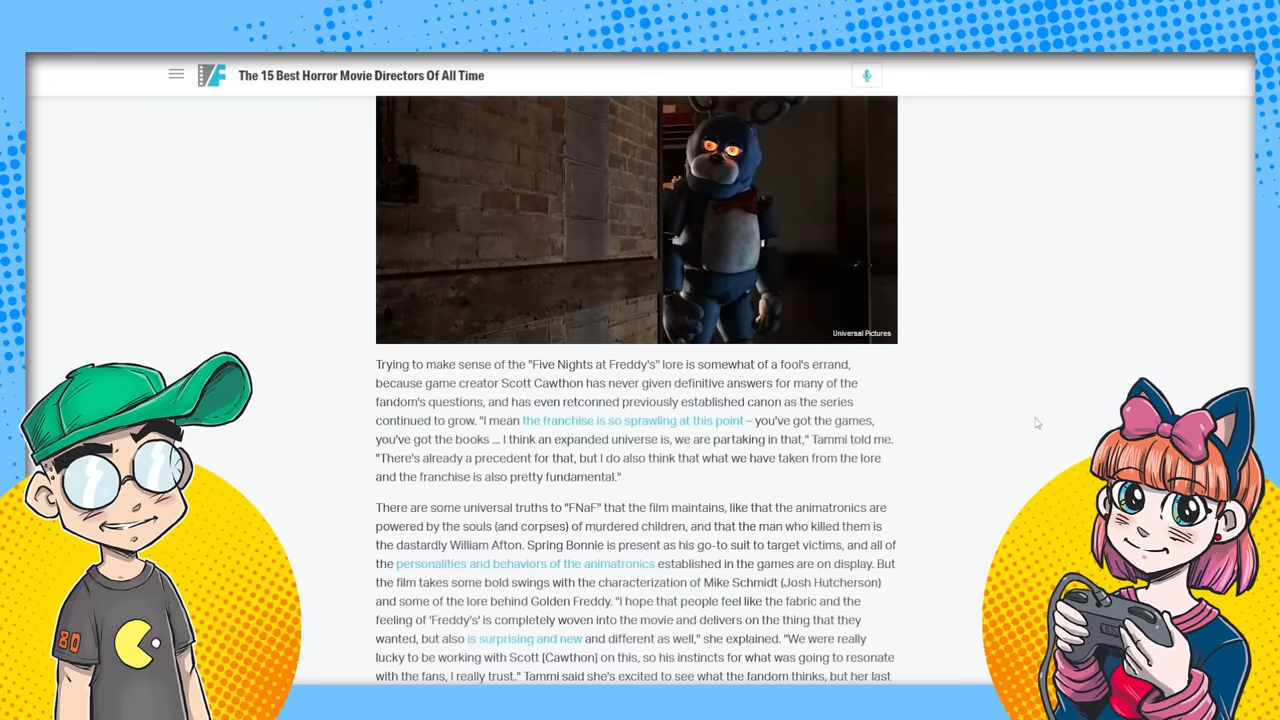 The 15 Best Horror Movie Directors Of All Time
Universal Pictures
Trying to make sense of the "Five Nights at Freddy's" lore is somewhat of a fool's errand,
because game creator Scott Cawthon has never given definitive answers for many of the
fandom's questions, and has even retconned previously established canon as the series
continued to grow. "I mean the franchise is so sprawling at this point – you've got the games,
you've got the books ... I think an expanded universe is, we are partaking in that," Tammi told me.
"There's already a precedent for that, but I do also think that what we have taken from the lore
and the franchise is also pretty fundamental."
There are some universal truths to "FNaF" that the film maintains, like that the animatronics are
powered by the souls (and corpses) of murdered children, and that the man who killed them is
the dastardly William Afton. Spring Bonnie is present as his go-to suit to target victims, and all of
the personalities and behaviors of the animatronics established in the games are on display. But
the film takes some bold swings with the characterization of Mike Schmidt (Josh Hutcherson)
and some of the lore behind Golden Freddy. "I hope that people feel like the fabric and the
feeling of 'Freddy's' is completely woven into the movie and delivers on the thing that they
wanted, but also is surprising and new and different as well," she explained. "We were really
lucky to be working with Scott [Cawthon] on this, so his instincts for what was going to resonate
with the fans, I really trust." Tammi said she's excited to see what the fandom thinks, but her last
80